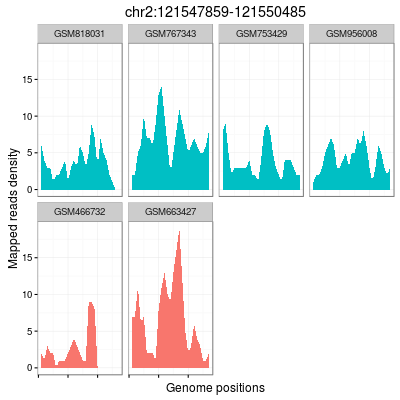 chr2:121547859-121550485
GSM818031 GSM767343 GSM753429 GSM956008
15
10
5
0
Mapped reads density
GSM466732 GSM663427
15
10
5
0
Genome positions